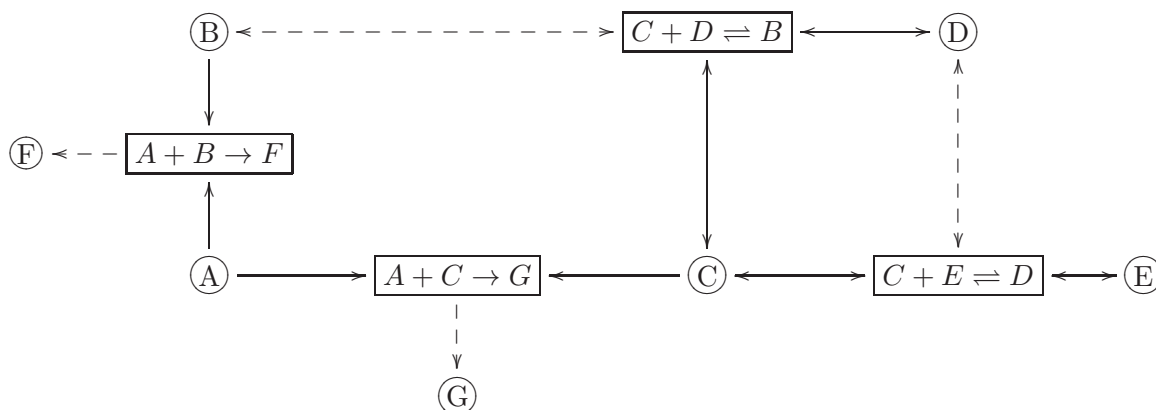 B
C + D ⇌ B
D
F
A + B → F
A
A + C → G
C
C + E ⇌ D
E
G